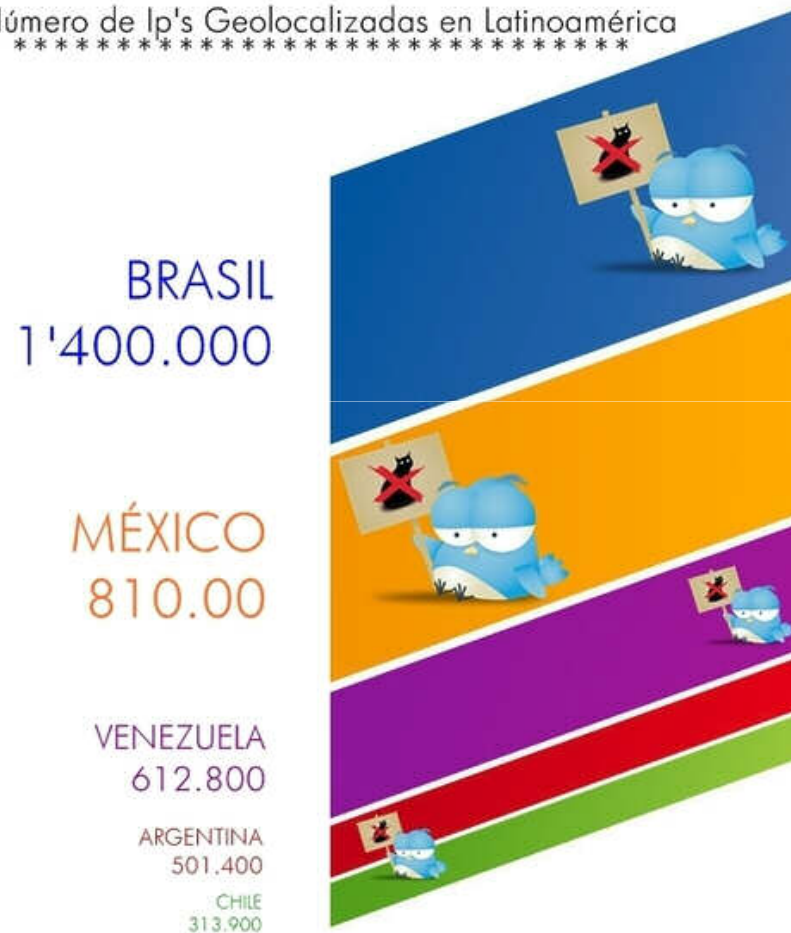 úmero de Ip's Geolocalizadas en Latinoamérica
******************************
BRASIL
1'400.000
MÉXICO
810.00
VENEZUELA
612.800
ARGENTINA
501.400
CHILE
313.900